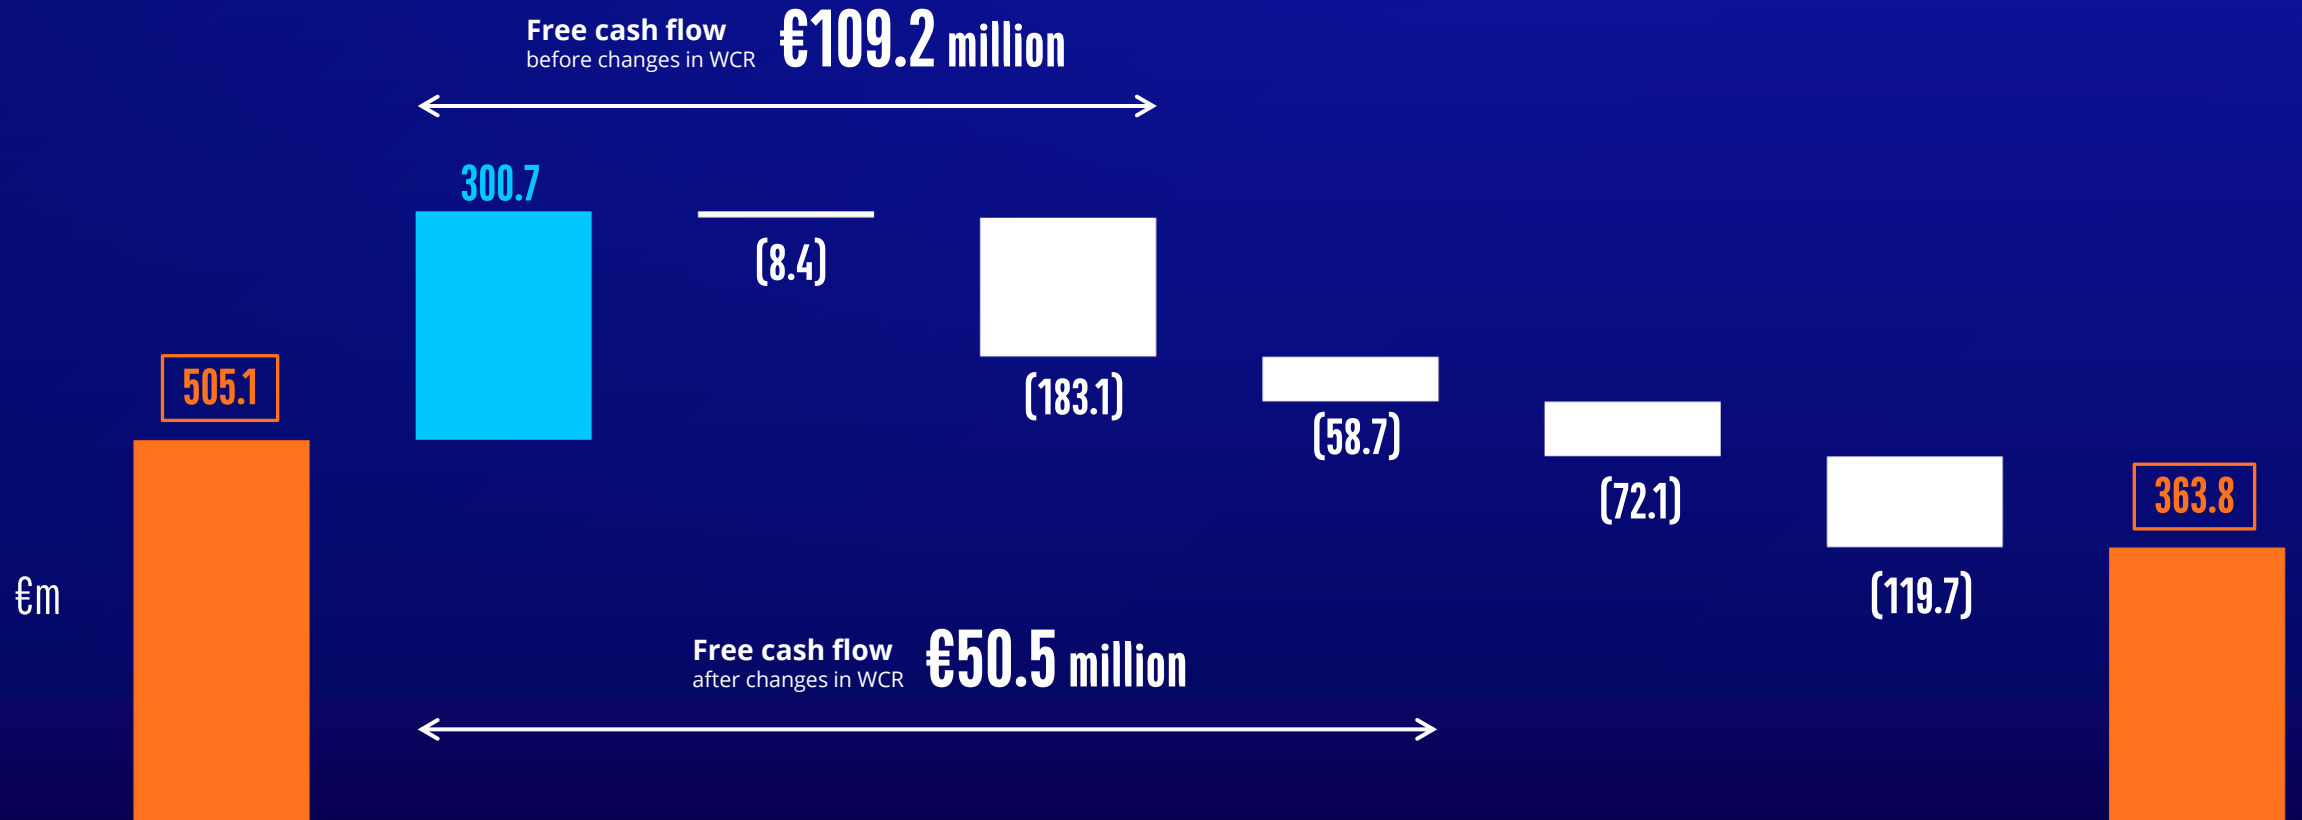 Free cash flow
before changes in WCR
€109.2 million
300.7
(8.4)
505.1
(183.1)
(58.7)
(72.1)
363.8
€m
(119.7)
Free cash flow
after changes in WCR
€50.5 million